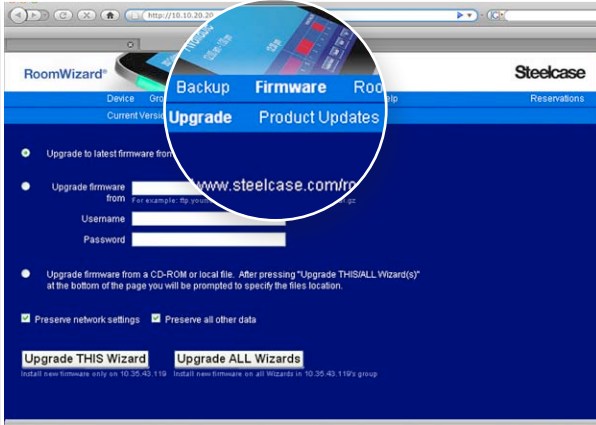 http://10.10.20.20
RoomWizard®
Steelcase
Backup Firmware
Device
Reservations
Upgrade Product Updates
www.steelcase.com/
Upgrade to latest firmware from
Upgrade firmware
from
For example: ftp.
Username
Password
Upgrade firmware from a CD-ROM or local file. After pressing "Upgrade THIS/ALL Wizard(s)"
at the bottom of the page you will be prompted to specify the files location.
Preserve network settings Preserve all other data
Upgrade THIS Wizard Upgrade ALL Wizards
Install new firmware only on 10.35.43.119 Install new firmware on all Wizards in 10.35.43.119's group